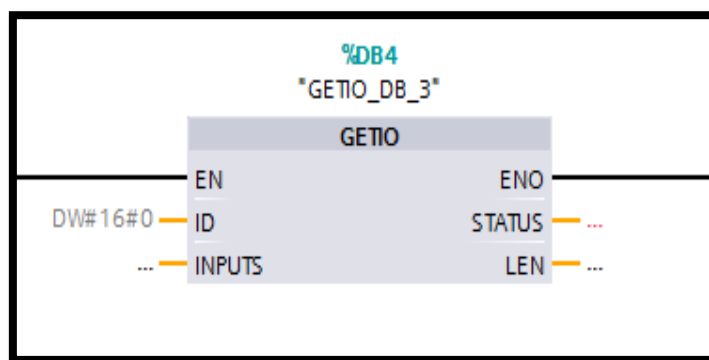 %DB4
"GETIO_DB_3"
GETIO
EN ENO
DW#16#0 ID STATUS ...
... INPUTS LEN ...